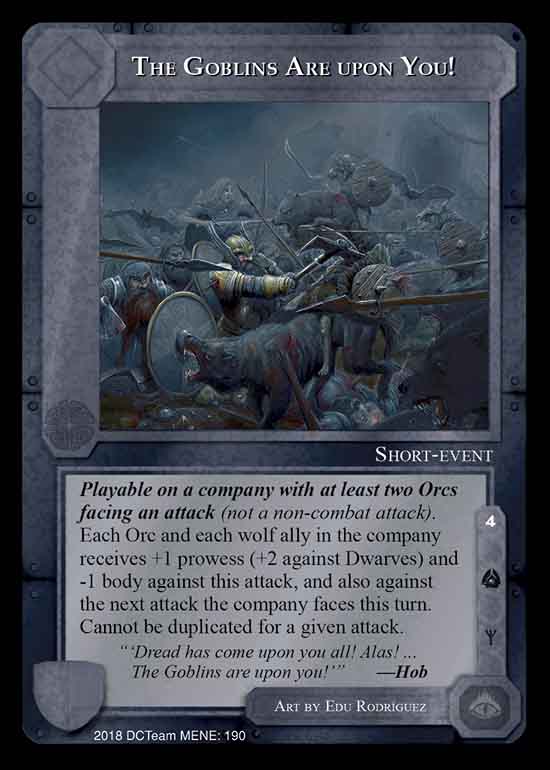 The Goblins Are upon You!
Short-event
Playable on a company with at least two Orcs
facing an attack (not a non-combat attack).
Each Orc and each wolf ally in the company
receives +1 prowess (+2 against Dwarves) and
-1 body against this attack, and also against
the next attack the company faces this turn.
Cannot be duplicated for a given attack.
“‘Dread has come upon you all! Alas! ...
The Goblins are upon you!’” —Hob
4
Art by Edu Rodríguez
2018 DCTeam MENE: 190